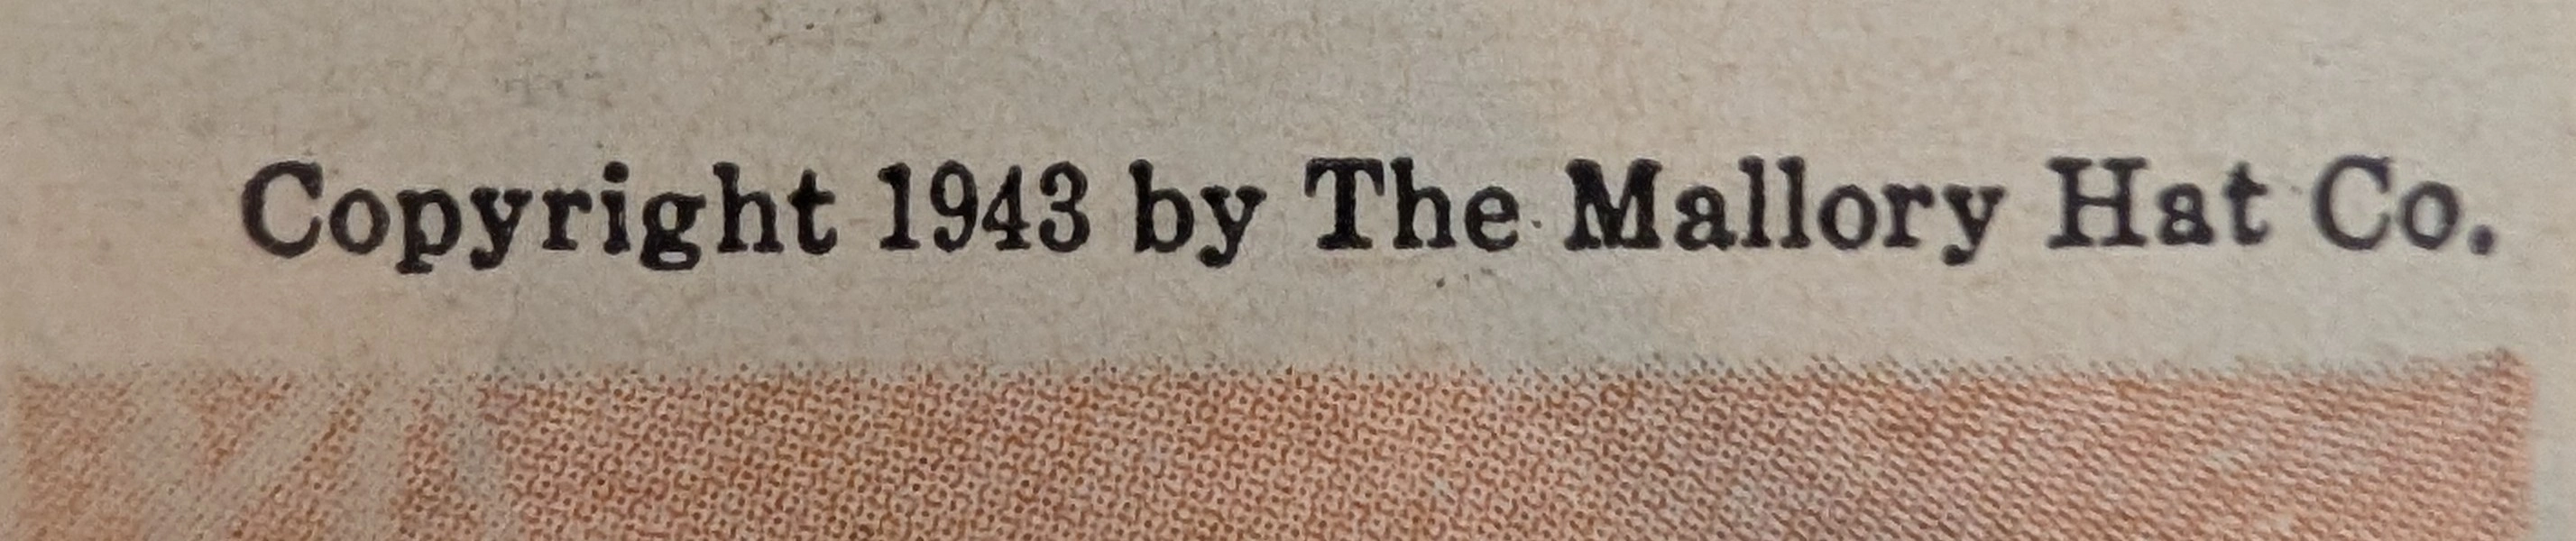 Copyright 1943 by The Mallory Hat Co.